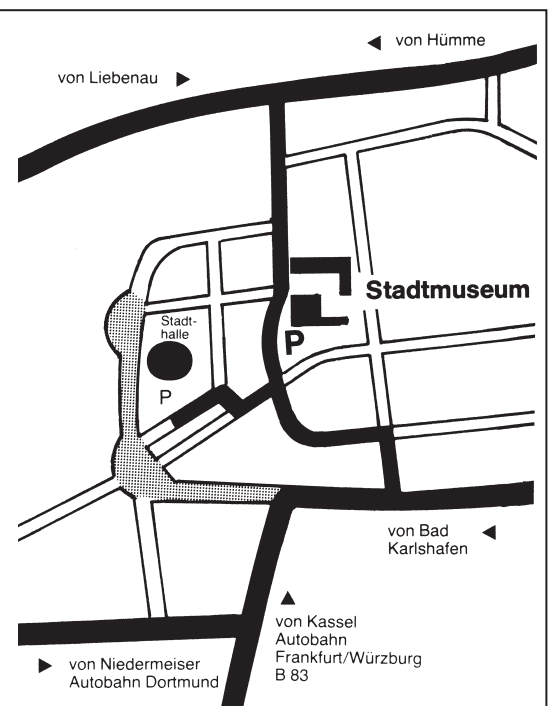 von Hümme
von Liebenau
Stadtmuseum
Stadt-
halle
P
P
von Bad
Karlshafen
von Kassel
Autobahn
Frankfurt/Würzburg
B 83
von Niedermeiser
Autobahn Dortmund